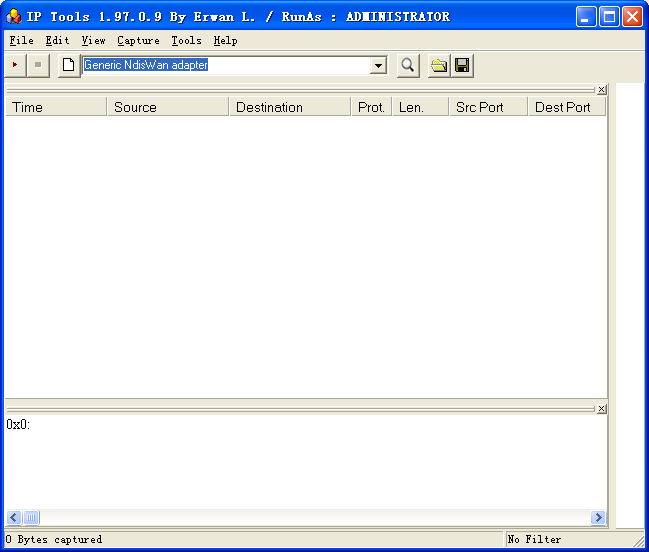 IP Tools 1.97.0.9 By Erwan L. / RunAs : ADMINISTRATOR
File Edit View Capture Tools Help
Generic NdisWan adapter
Time Source Destination Prot. Len. Src Port Dest Port
0x0:
0 Bytes captured No Filter